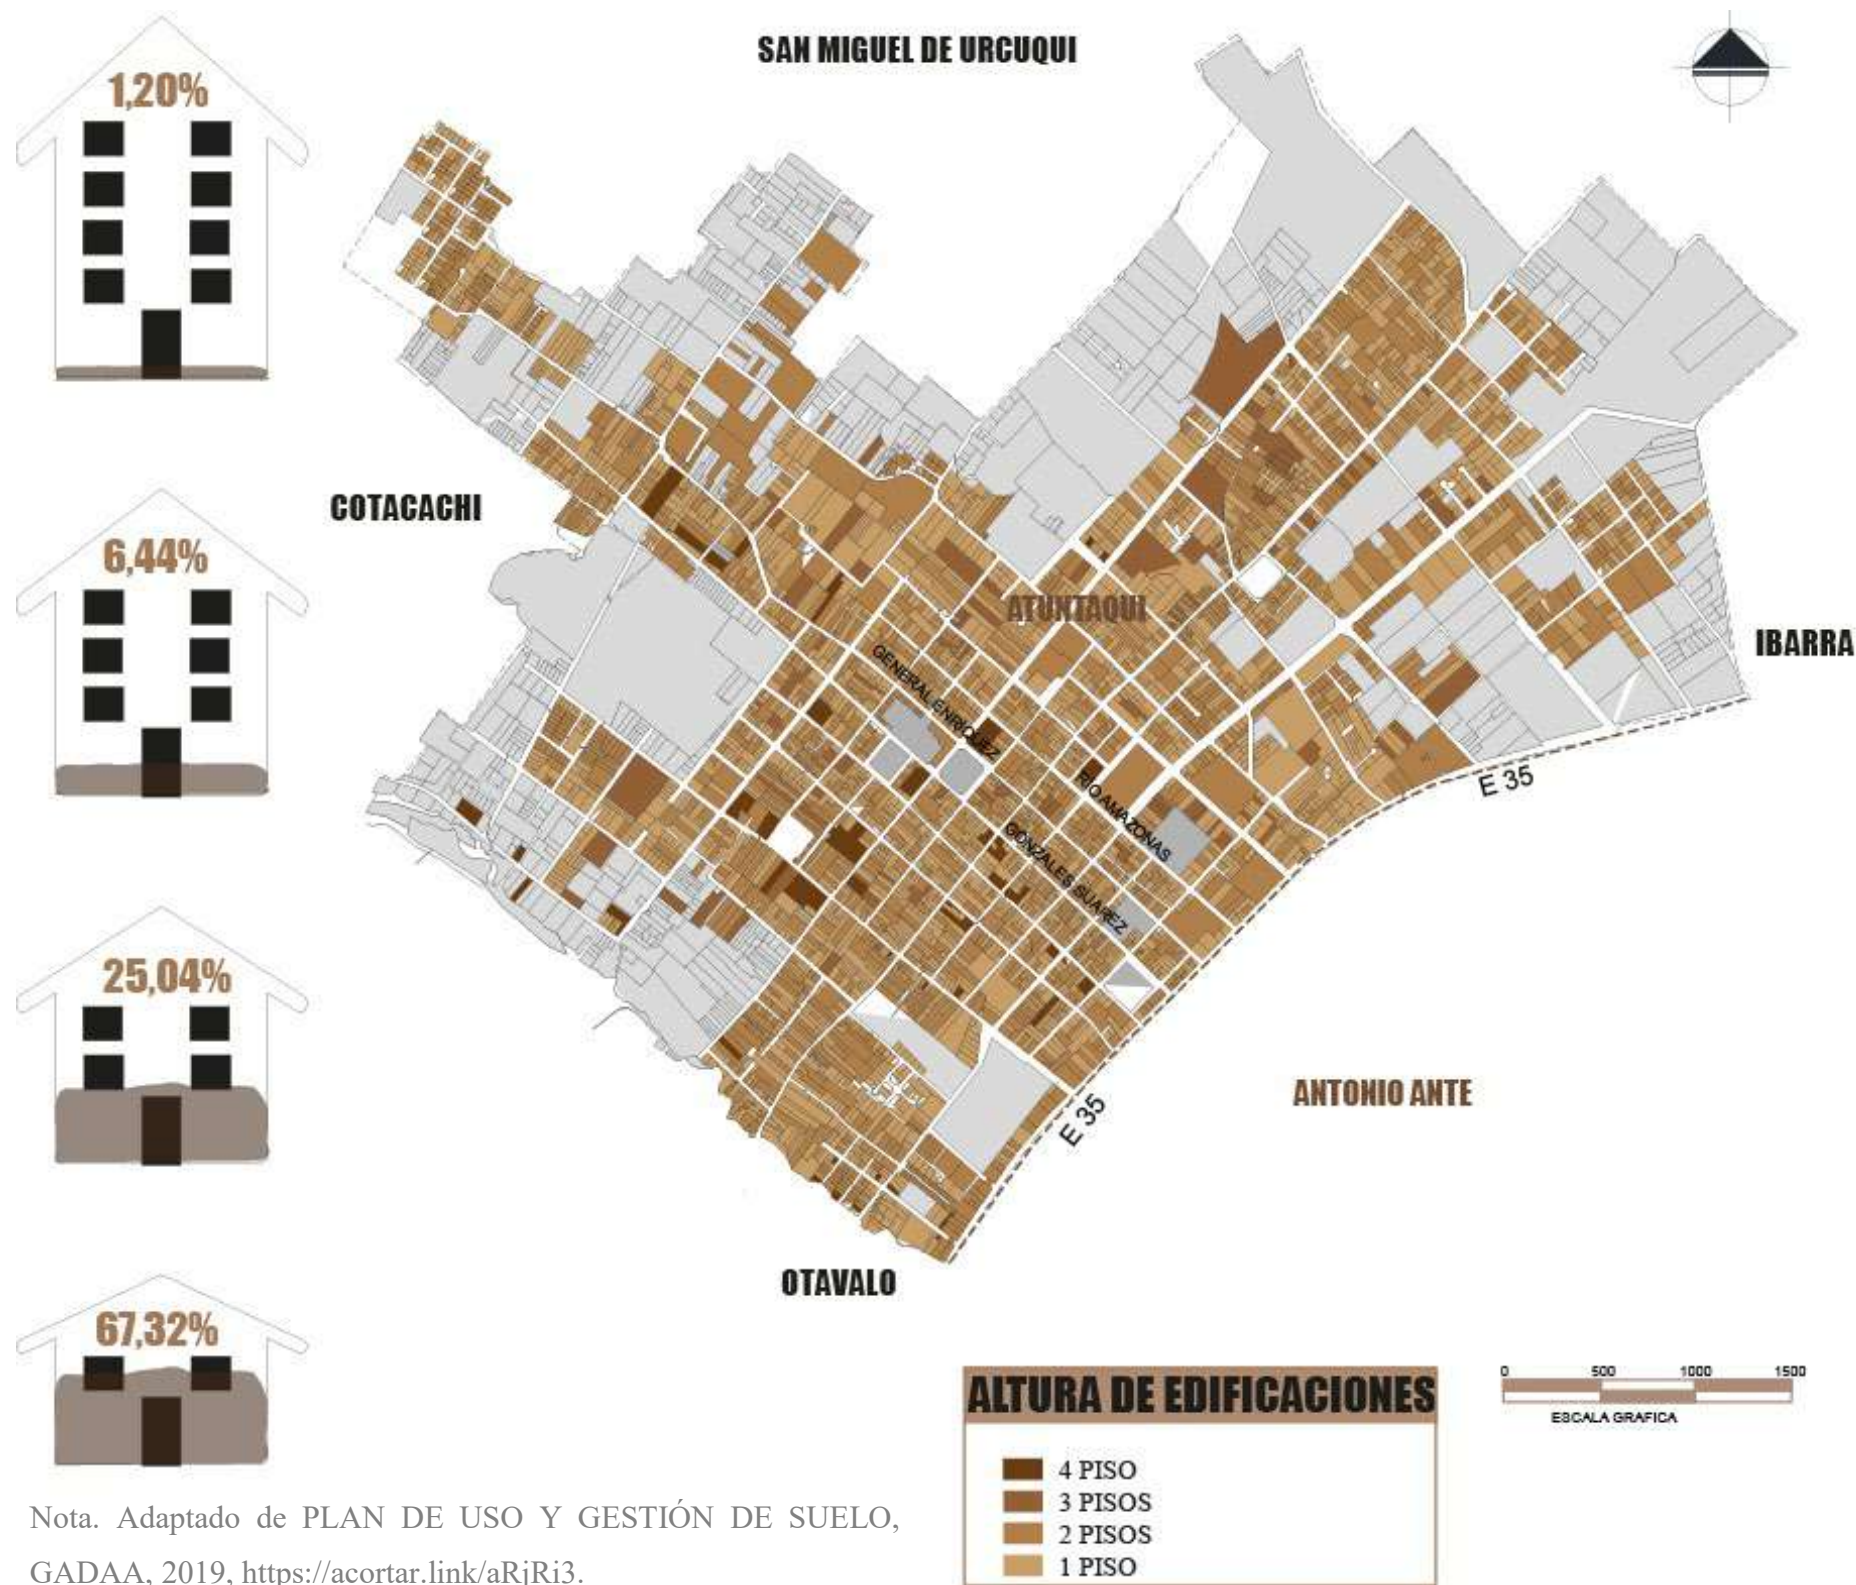 SAN MIGUEL DE URCUQUI
1,20%
COTACACHI
6,44%
ATUNTAQUI
IBARRA
GENERAL ENRIQUEZ
RIO AMAZONAS
GONZALES SUAREZ
E 35
25,04%
ANTONIO ANTE
E 35
OTAVALO
67,32%
ALTURA DE EDIFICACIONES
4 PISO
3 PISOS
2 PISOS
1 PISO
0 500 1000 1500
ESCALA GRAFICA
Nota. Adaptado de PLAN DE USO Y GESTIÓN DE SUELO,
GADAA, 2019, https://acortar.link/aRjRi3.